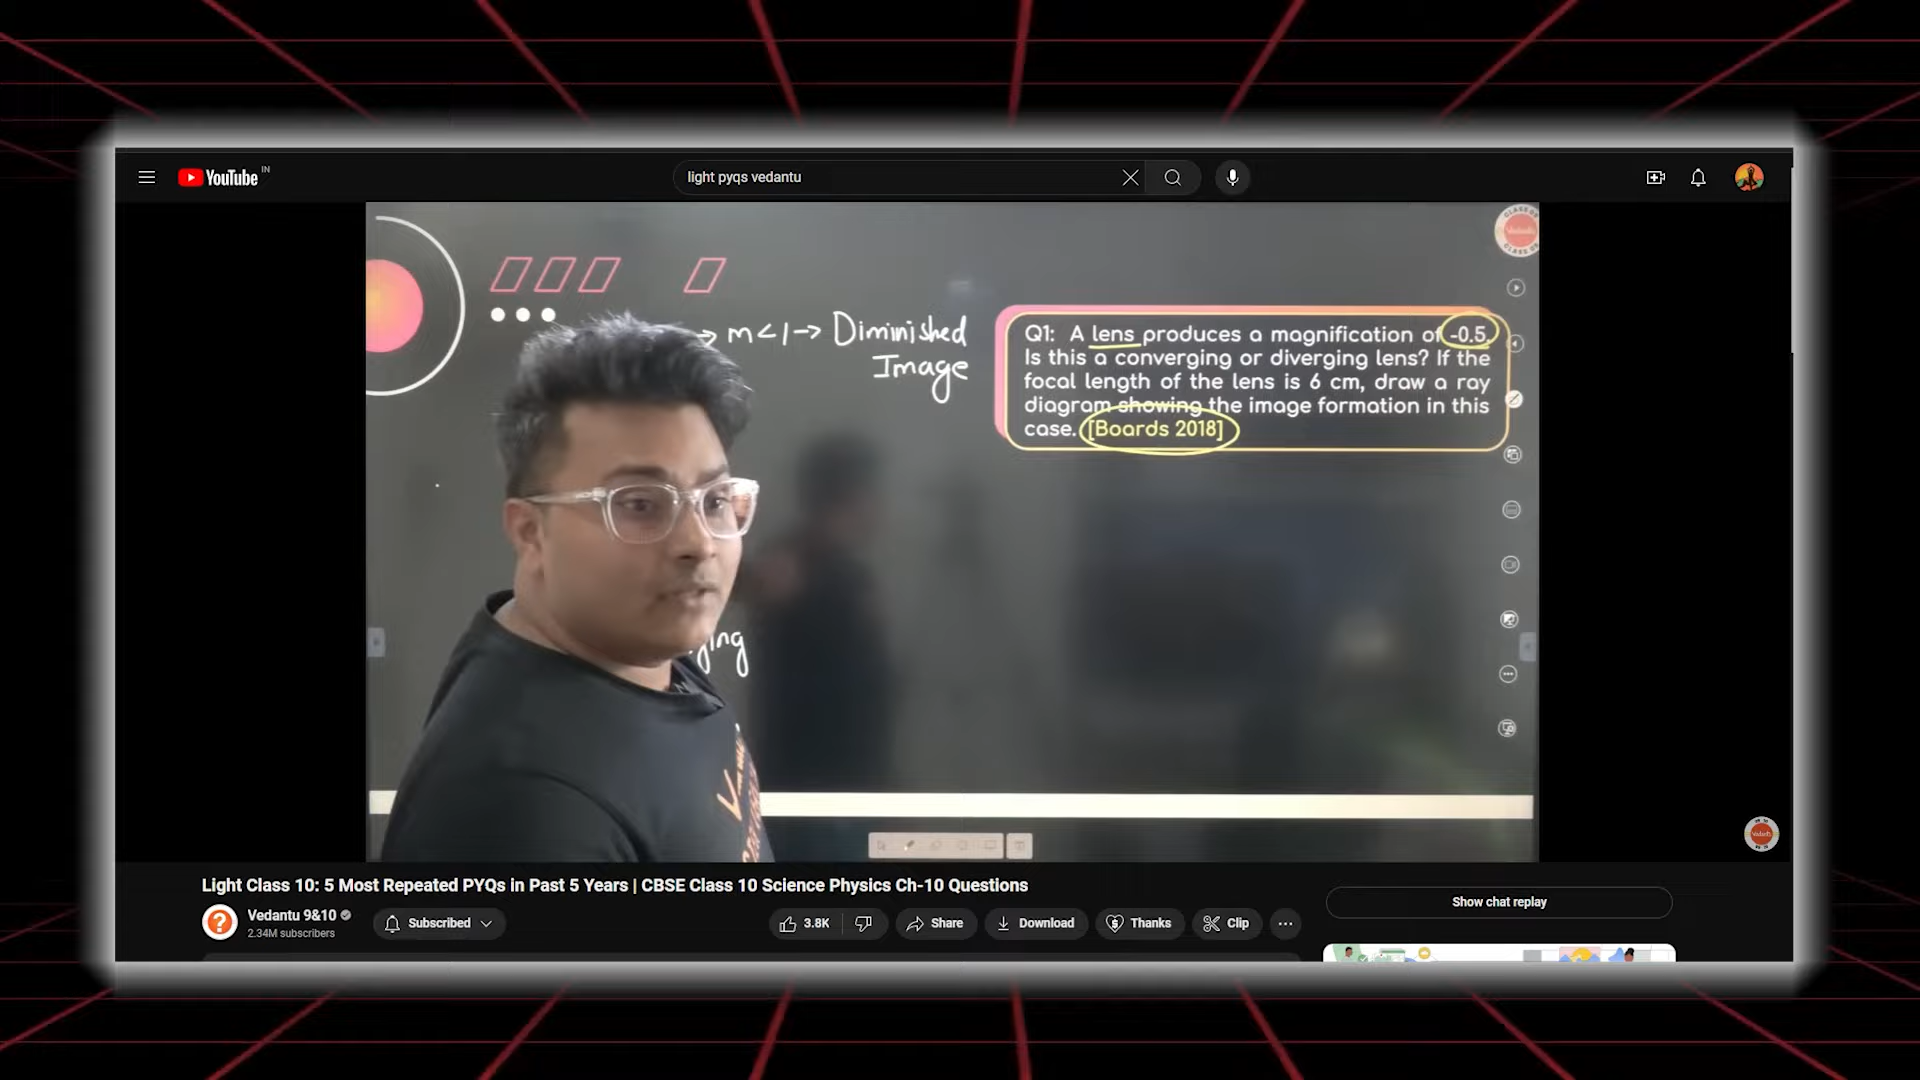 YouTube IN
light pyqs vedantu
→ m<1→ Diminished
Image
Q1: A lens produces a magnification of -0.5.
Is this a converging or diverging lens? If the
focal length of the lens is 6 cm, draw a ray
diagram showing the image formation in this
case. [Boards 2018]
Light Class 10: 5 Most Repeated PYQs in Past 5 Years | CBSE Class 10 Science Physics Ch-10 Questions
Vedantu 9&10
2.34M subscribers
Subscribed
3.8K
Share
Download
Thanks
Clip
Show chat replay